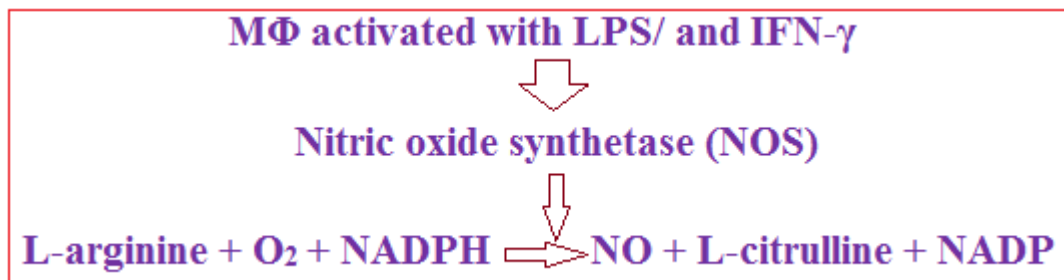 MΦ activated with LPS/ and IFN-γ
Nitric oxide synthetase (NOS)
L-arginine + O₂ + NADPH NO + L-citrulline + NADP